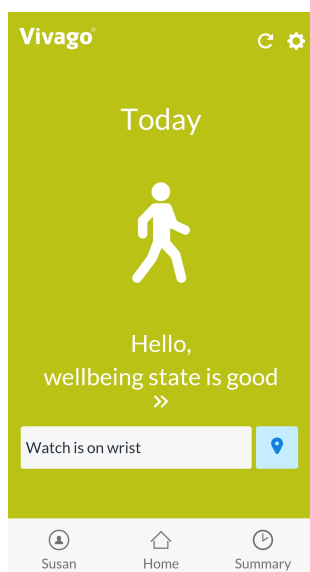 Vivago®
Today
Hello,
wellbeing state is good
Watch is on wrist
Susan
Home
Summary